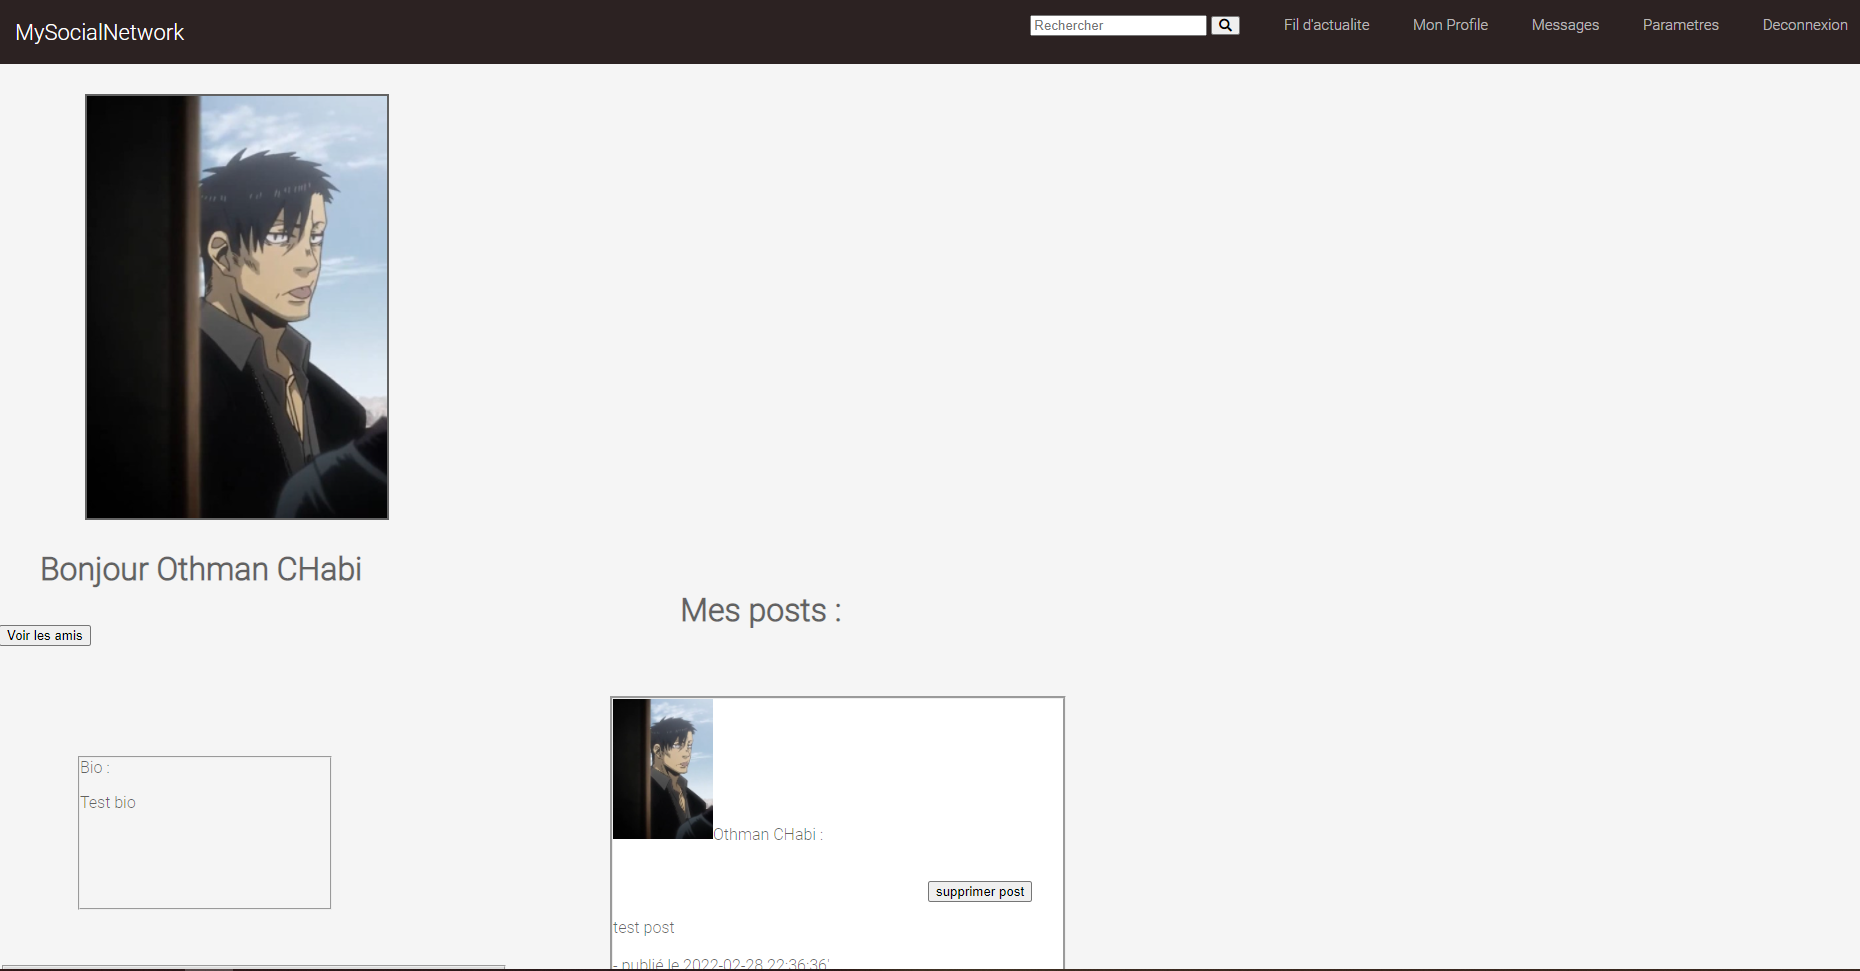 MySocialNetwork
Rechercher
Fil d'actualite
Mon Profile
Messages
Parametres
Deconnexion
Bonjour Othman CHabi
Voir les amis
Bio :
Test bio
Mes posts :
Othman CHabi :
supprimer post
test post
- publié le 2022-02-28 22:36:36'